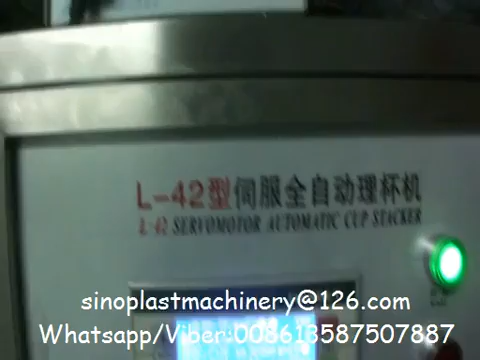 L-42型伺服全自动理杯机
L-42 SERVOMOTOR AUTOMATIC CUP STACKER
sinoplastmachinery@126.com
Whatsapp/Viber:008613587507887